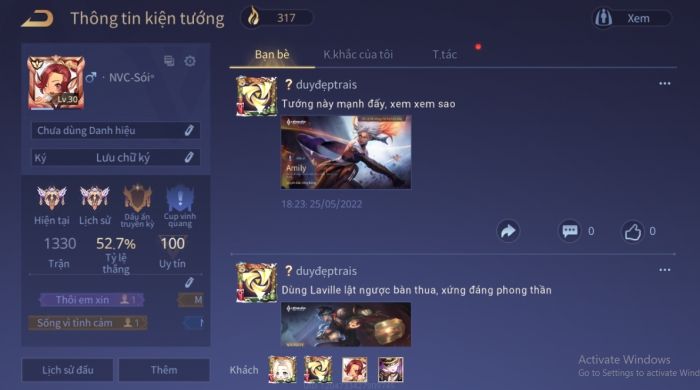 Thông tin kiện tướng
317
Xem
Bạn bè
K.khắc của tôi
T.tác
· NVC-Sói°
Lv.30
Chưa dùng Danh hiệu
Ký
Lưu chữ ký
Hiện tại
Lịch sử
Dấu ấn truyền kỳ
Cup vinh quang
1330
52.7%
100
Trận
Tỷ lệ thắng
Uy tín
Thôi em xin
1
M
Sống vì tình cảm
1
Lịch sử đấu
Thêm
? duyđẹptrais
Tướng này mạnh đấy, xem xem sao
Amily
18:23: 25/05/2022
0
0
? duyđẹptrais
Dùng Laville lật ngược bàn thua, xứng đáng phong thần
Khách
Activate Windows
Go to Settings to activate Wind